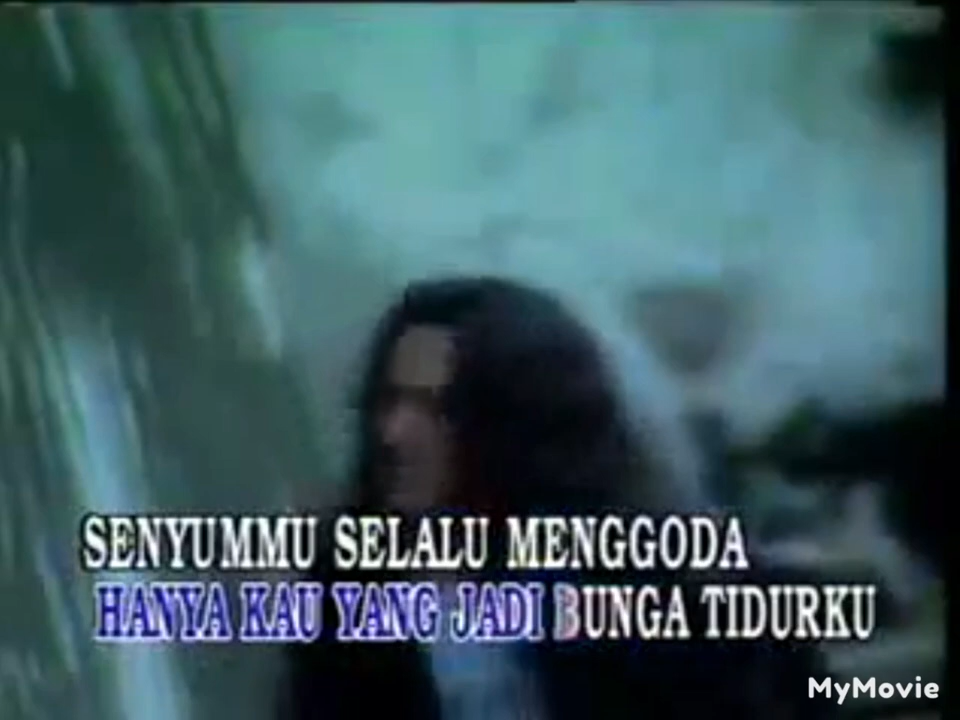 SENYUMMU SELALU MENGGODA
HANYA KAU YANG JADI BUNGA TIDURKU
MyMovie